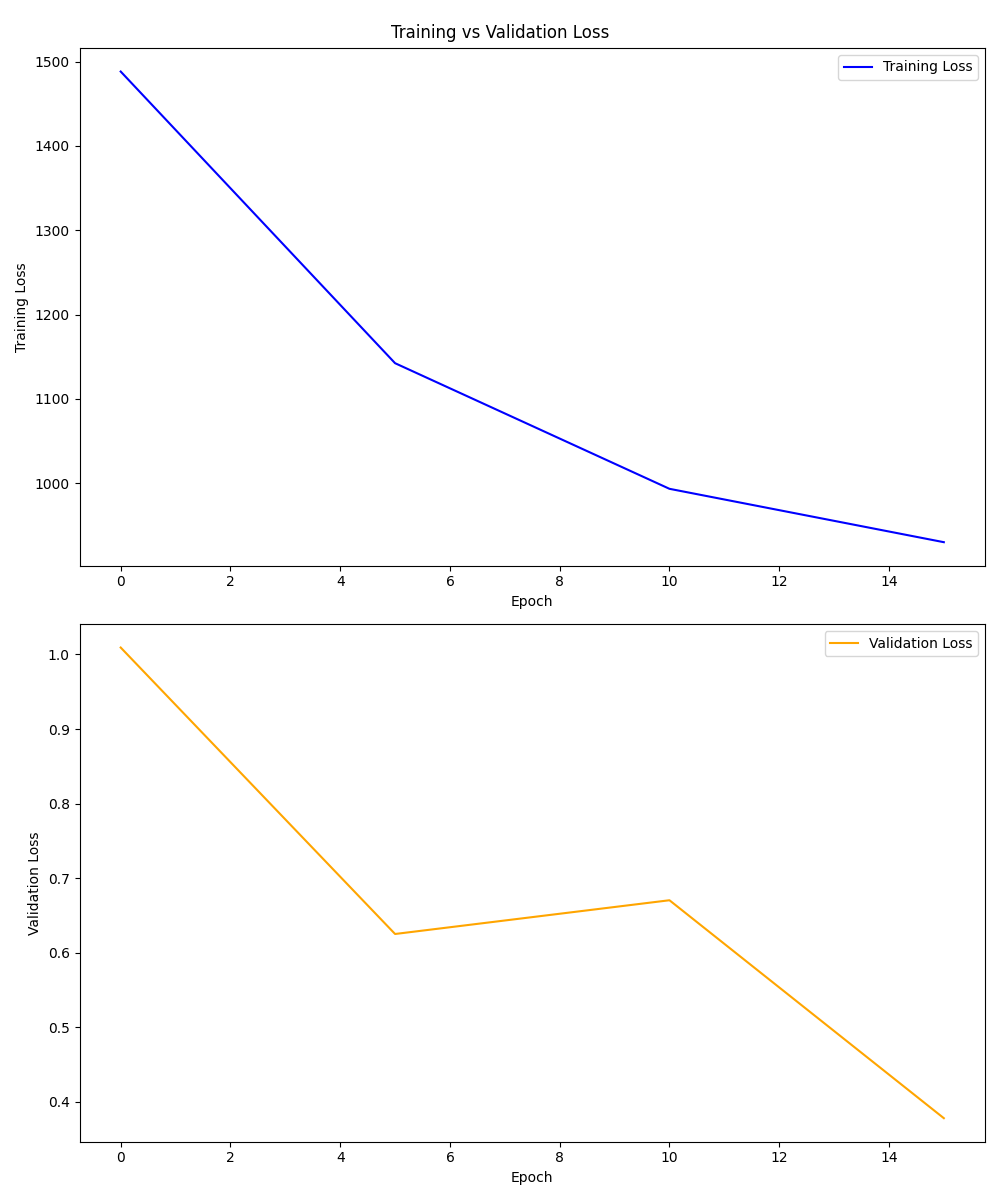 Training vs Validation Loss
Training Loss
1500
1400
1300
1200
1100
1000
Training Loss
0 2 4 6 8 10 12 14
Epoch
Validation Loss
1.0
0.9
0.8
0.7
0.6
0.5
0.4
Validation Loss
0 2 4 6 8 10 12 14
Epoch